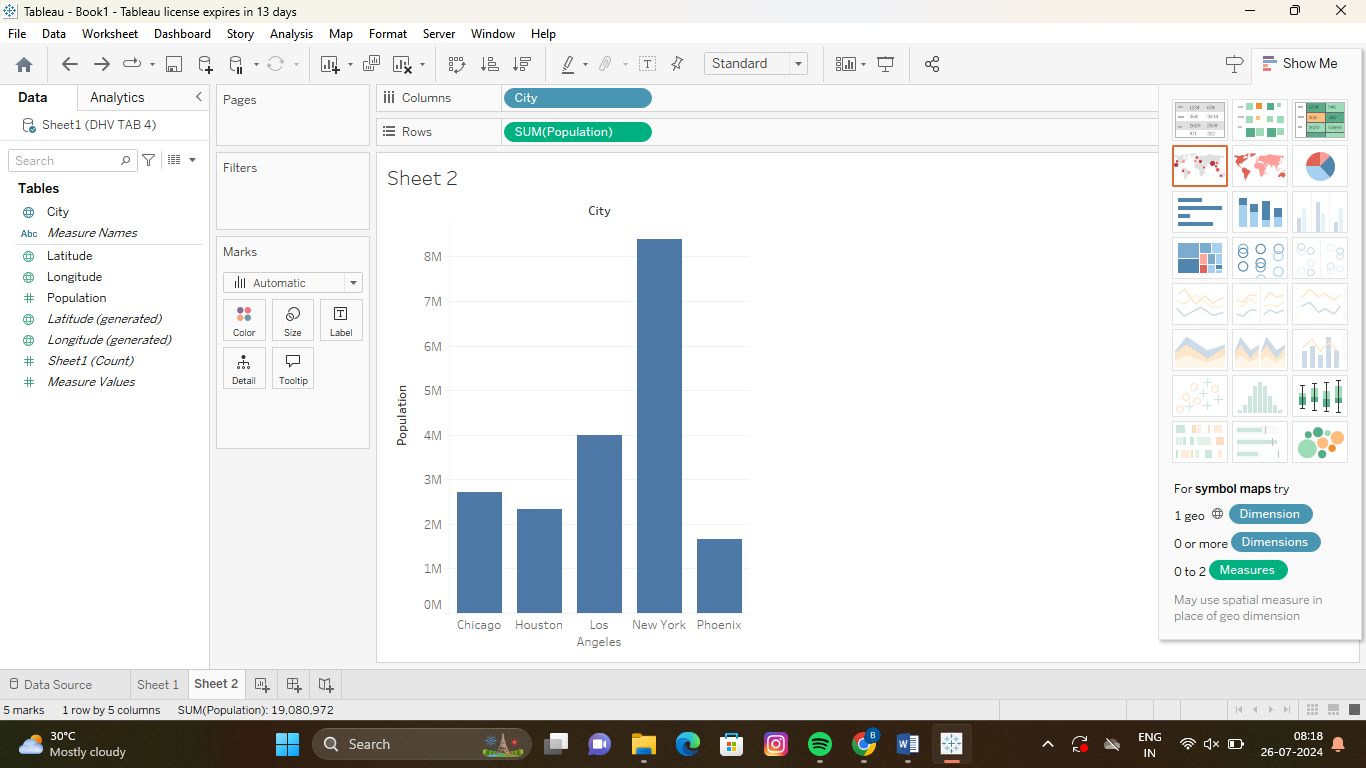 Tableau - Book1 - Tableau license expires in 13 days
File Data Worksheet Dashboard Story Analysis Map Format Server Window Help
Standard
Show Me
Data Analytics
Sheet1 (DHV TAB 4)
Search
Tables
City
Abc Measure Names
Latitude
Longitude
Population
Latitude (generated)
Longitude (generated)
Sheet1 (Count)
Measure Values
Pages
Filters
Marks
Automatic
Color Size Label
Detail Tooltip
Columns City
Rows SUM(Population)
Sheet 2
City
Population
8M
7M
6M
5M
4M
3M
2M
1M
0M
Chicago Houston Los Angeles New York Phoenix
For symbol maps try
1 geo Dimension
0 or more Dimensions
0 to 2 Measures
May use spatial measure in
place of geo dimension
Data Source Sheet 1 Sheet 2
5 marks 1 row by 5 columns SUM(Population): 19,080,972
30°C
Mostly cloudy
Search
B
ENG
IN
08:18
26-07-2024